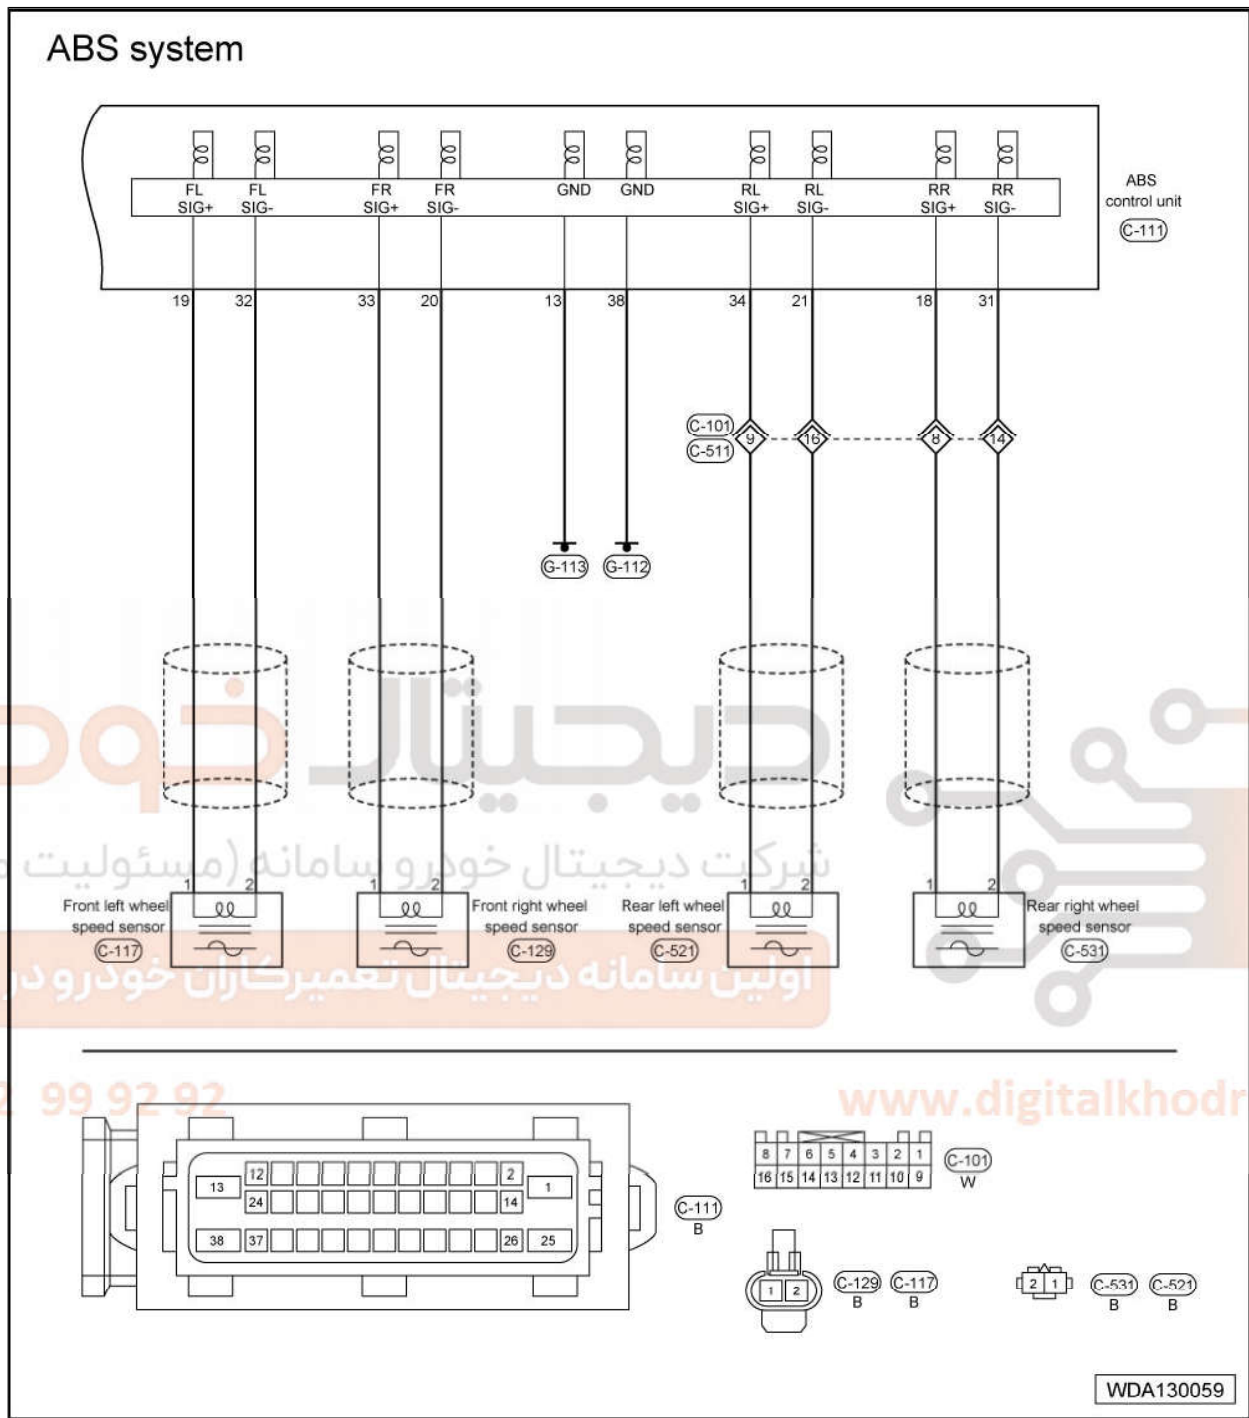 ABS system
FL
SIG+
FL
SIG-
FR
SIG+
FR
SIG-
GND
GND
RL
SIG+
RL
SIG-
RR
SIG+
RR
SIG-
ABS
control unit
C-111
19 32 33 20 13 38 34 21 18 31
C-101
C-511
9 16 8 14
G-113 G-112
دیجیتال خودر
شرکت دیجیتال خودرو سامانه (مسئولیت
1 2 1 2 1 2 1 2
Front left wheel
speed sensor
C-117
Front right wheel
speed sensor
C-129
Rear left wheel
speed sensor
C-521
Rear right wheel
speed sensor
C-531
اولین سامانه دیجیتال تعمیرکاران خودرو در
2 99 92 92
www.digitalkhodr
12 2
13 1
24 14
38 37 26 25
C-111
B
8 7 6 5 4 3 2 1
16 15 14 13 12 11 10 9
C-101
W
1 2
C-129 C-117
B B
2 1
C-531 C-521
B B
WDA130059